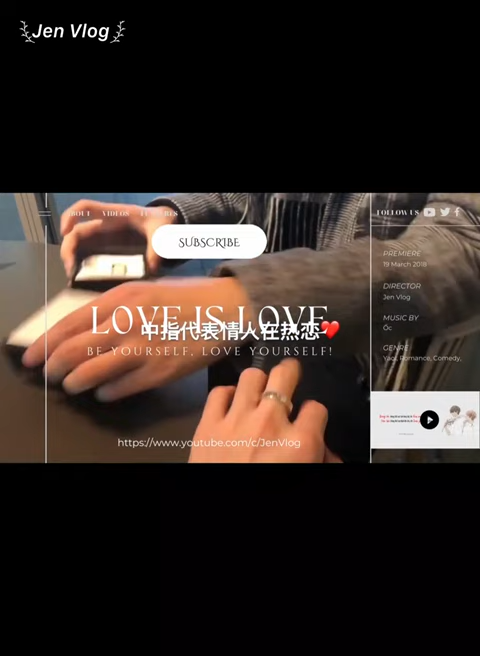 Jen Vlog
ABOUT VIDEOS
FOLLOW US
SUBSCRIBE
PREMIERE
19 March 2018
DIRECTOR
Jen Vlog
LOVE IS LOVE
中指代表情人在热恋❤️
MUSIC BY
Ốc
BE YOURSELF, LOVE YOURSELF!
GENRE
Yaoi, Romance, Comedy,
https://www.youtube.com/c/JenVlog